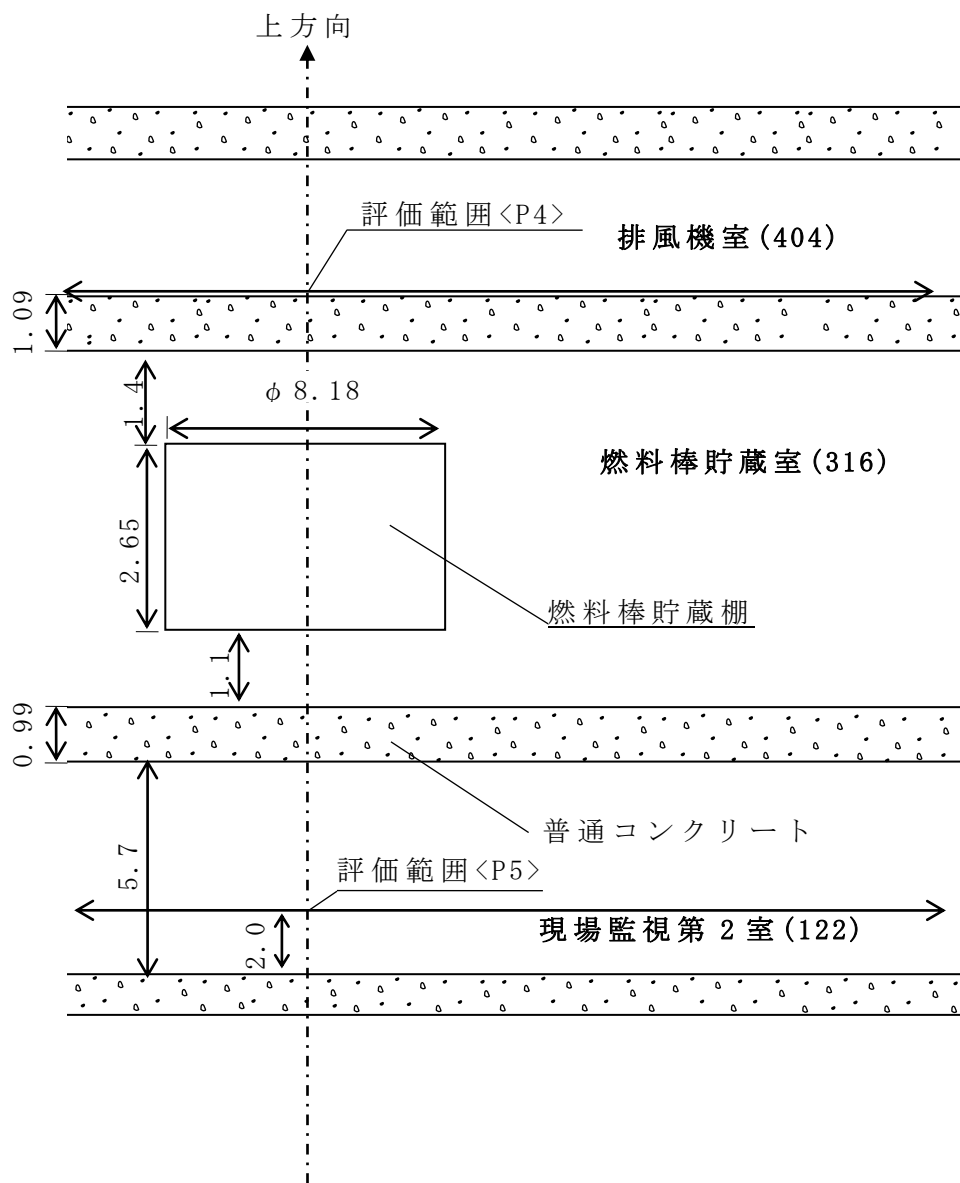 上方向
評価範囲<P4>
排風機室(404)
1.09
1.4
φ8.18
燃料棒貯蔵室(316)
2.65
燃料棒貯蔵棚
1.1
0.99
普通コンクリート
5.7
評価範囲<P5>
現場監視第2室(122)
2.0